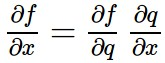 ∂f/∂x = ∂f/∂q ∂q/∂x